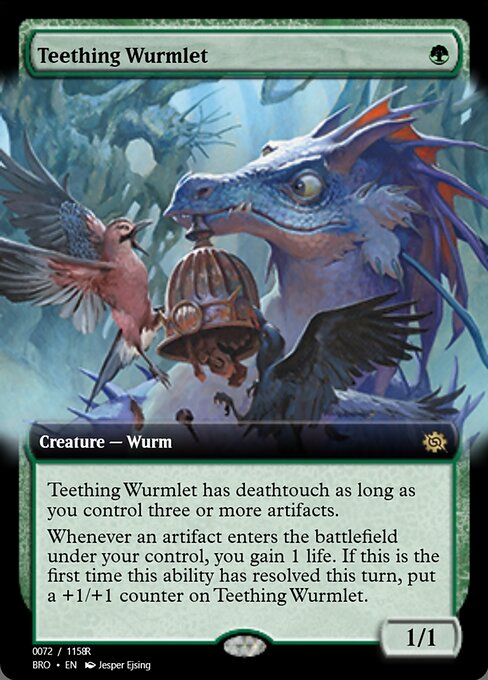 Teething Wurmlet
Creature — Wurm
Teething Wurmlet has deathtouch as long as
you control three or more artifacts.
Whenever an artifact enters the battlefield
under your control, you gain 1 life. If this is the
first time this ability has resolved this turn, put
a +1/+1 counter on Teething Wurmlet.
1/1
0072 / 1158R
BRO • EN Jesper Ejsing